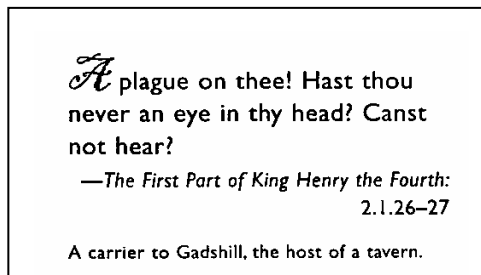 A plague on thee! Hast thou
never an eye in thy head? Canst
not hear?
—The First Part of King Henry the Fourth:
2.1.26–27
A carrier to Gadshill, the host of a tavern.